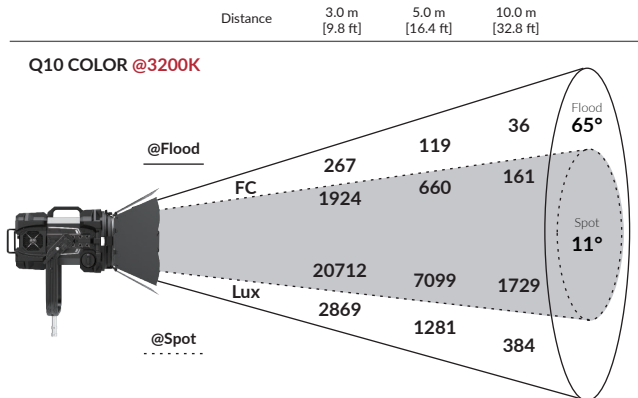 Distance 3.0 m 5.0 m 10.0 m
[9.8 ft] [16.4 ft] [32.8 ft]
Q10 COLOR @3200K
Flood
65°
@Flood
36
119
267
FC
1924 660 161
Spot
11°
20712 7099 1729
Lux
2869 1281 384
@Spot